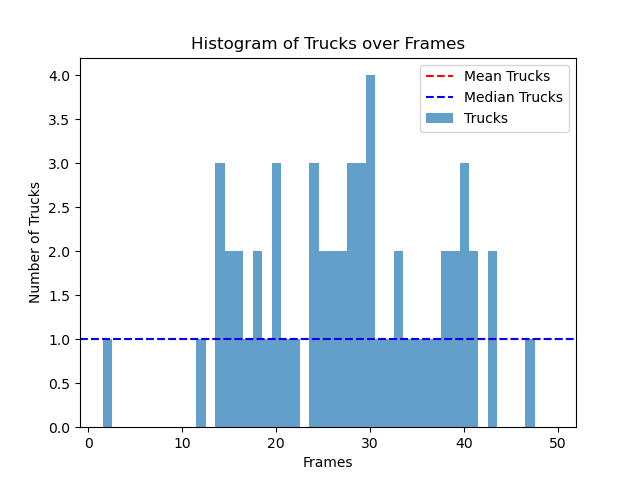 Histogram of Trucks over Frames
Mean Trucks
Median Trucks
Trucks
Number of Trucks
4.0
3.5
3.0
2.5
2.0
1.5
1.0
0.5
0.0
0 10 20 30 40 50
Frames